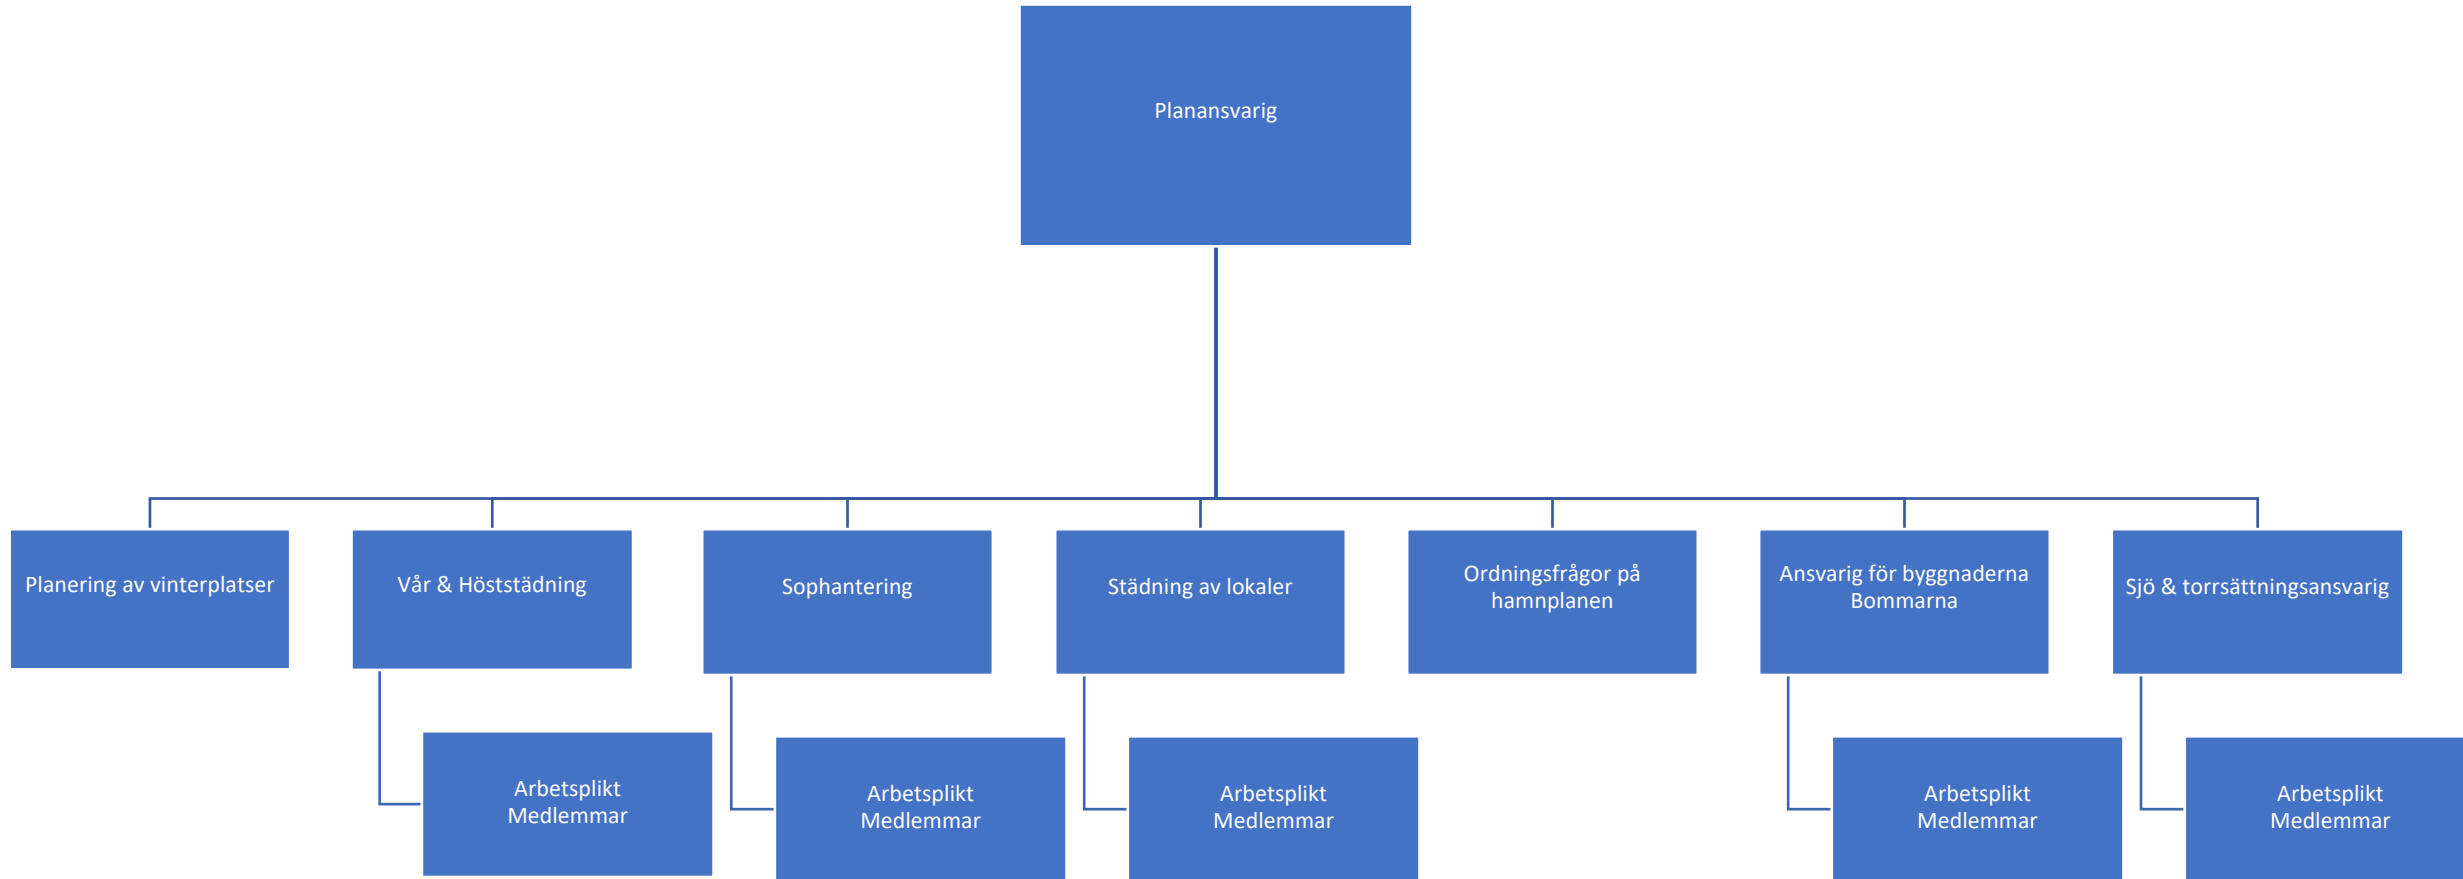 Planansvarig
Planering av vinterplatser
Vår & Höststädning
Sophantering
Städning av lokaler
Ordningsfrågor på
hamnplanen
Ansvarig för byggnaderna
Bommarna
Sjö & torrsättningsansvarig
Arbetsplikt
Medlemmar
Arbetsplikt
Medlemmar
Arbetsplikt
Medlemmar
Arbetsplikt
Medlemmar
Arbetsplikt
Medlemmar